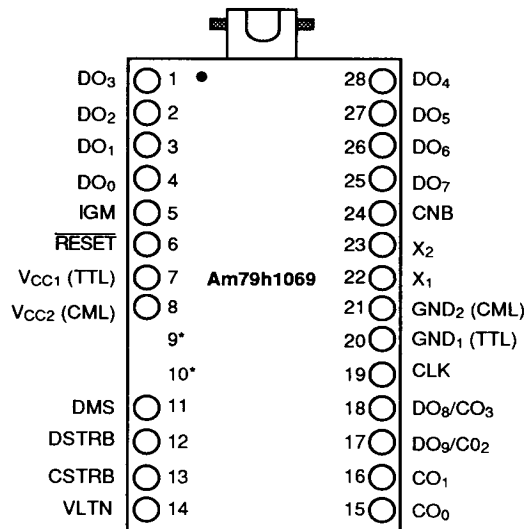 DO₃ 1 28 DO₄
DO₂ 2 27 DO₅
DO₁ 3 26 DO₆
DO₀ 4 25 DO₇
IGM 5 24 CNB
RESET 6 23 X₂
VCC1 (TTL) 7 Am79h1069 22 X₁
VCC2 (CML) 8 21 GND₂ (CML)
9* 20 GND₁ (TTL)
10* 19 CLK
DMS 11 18 DO₈/CO₃
DSTRB 12 17 DO₉/C0₂
CSTRB 13 16 CO₁
VLTN 14 15 CO₀